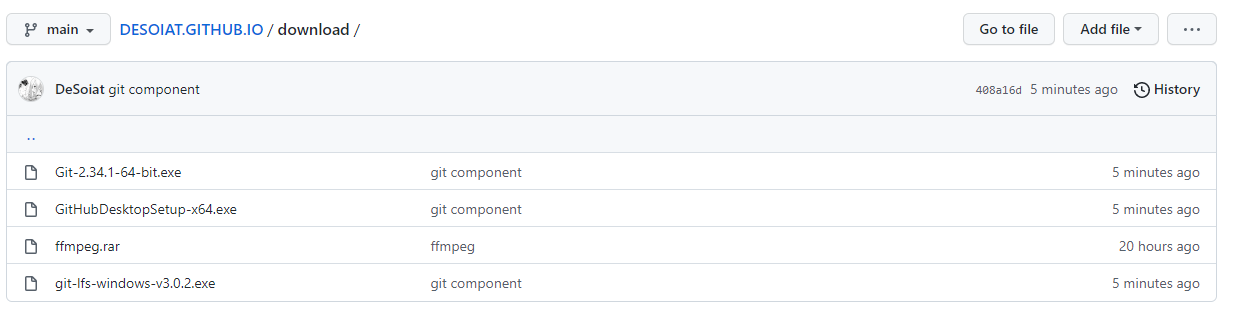 main DESOIAT.GITHUB.IO / download / Go to file Add file ...
DeSoiat git component 408a16d 5 minutes ago History
..
Git-2.34.1-64-bit.exe git component 5 minutes ago
GitHubDesktopSetup-x64.exe git component 5 minutes ago
ffmpeg.rar ffmpeg 20 hours ago
git-lfs-windows-v3.0.2.exe git component 5 minutes ago